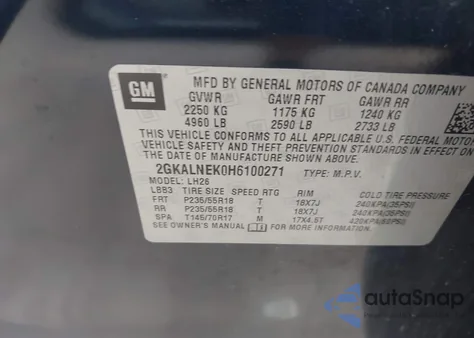 GM
MFD BY GENERAL MOTORS OF CANADA COMPANY
GVWR GAWR FRT GAWR RR
2250 KG 1175 KG 1240 KG
4960 LB 2590 LB 2733 LB
THIS VEHICLE CONFORMS TO ALL APPLICABLE U.S. FEDERAL MOTOR
VEHICLE SAFETY AND THEFT PREVENTION STANDARDS IN EFFECT ON
THE DATE OF MANUFACTURE SHOWN ABOVE.
2GKALNEK0H6100271 TYPE: M.P.V.
MODEL: LH26
LBB3 TIRE SIZE SPEED RTG RIM COLD TIRE PRESSURE
FRT P235/55R18 T 18X7J 240KPA(35PSI)
RR P235/55R18 T 18X7J 240KPA(35PSI)
SPA T145/70R17 M 17X4.5T 420KPA(60PSI)
SEE OWNER'S MANUAL
autoSnap